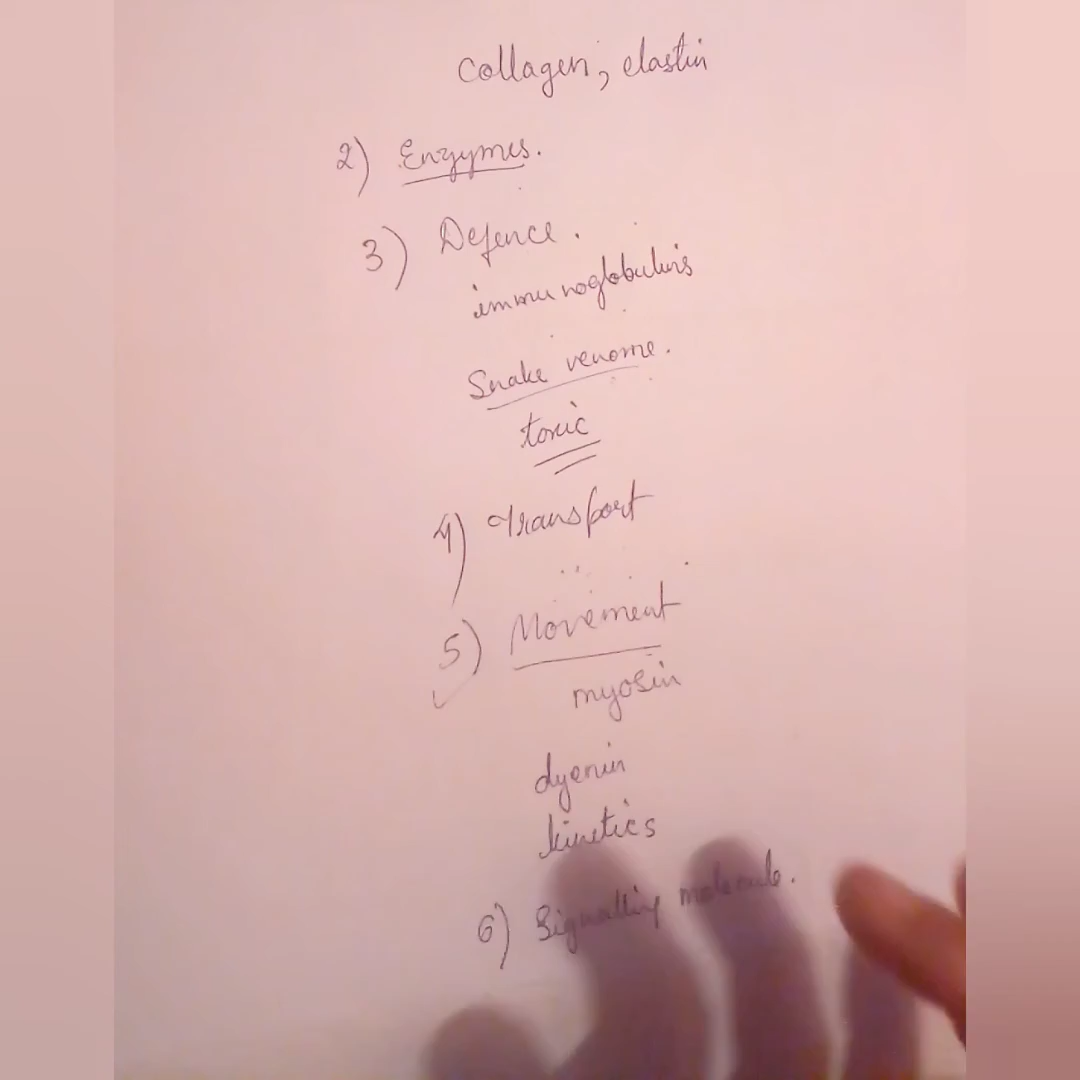 collagen, elastin
2) Enzymes.
3) Defence.
immunoglobulins
Snake venome.
toxic
4) Transport
5) Movement
myosin
dyenin
kinetics
6) Signalling molecule.